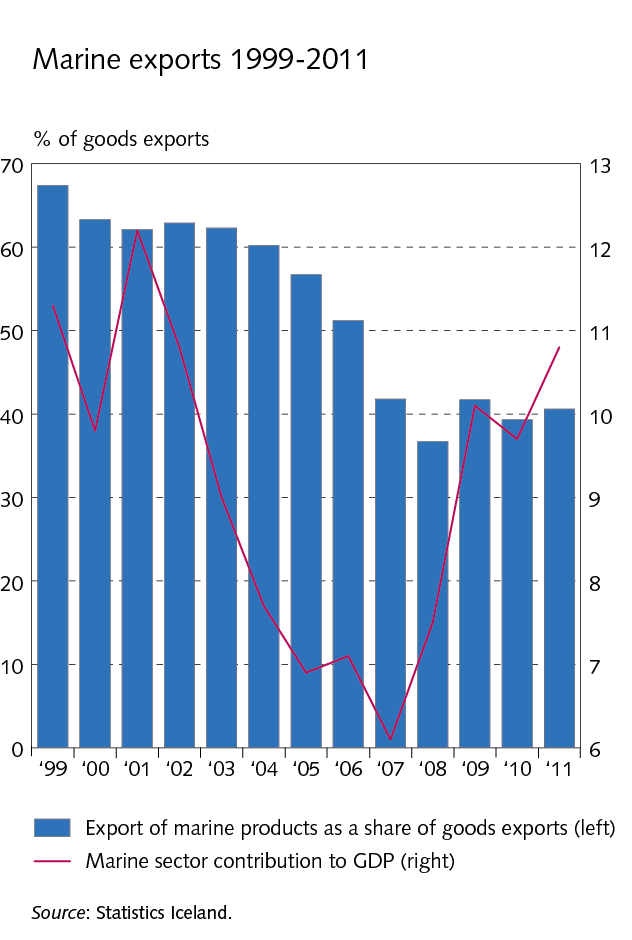 Marine exports 1999-2011
% of goods exports
70
60
50
40
30
20
10
0
13
12
11
10
9
8
7
6
‘99 ‘00 ‘01 ‘02 ‘03 ‘04 ‘05 ‘06 ‘07 ‘08 ‘09 ‘10 ‘11
Export of marine products as a share of goods exports (left)
Marine sector contribution to GDP (right)
Source: Statistics Iceland.